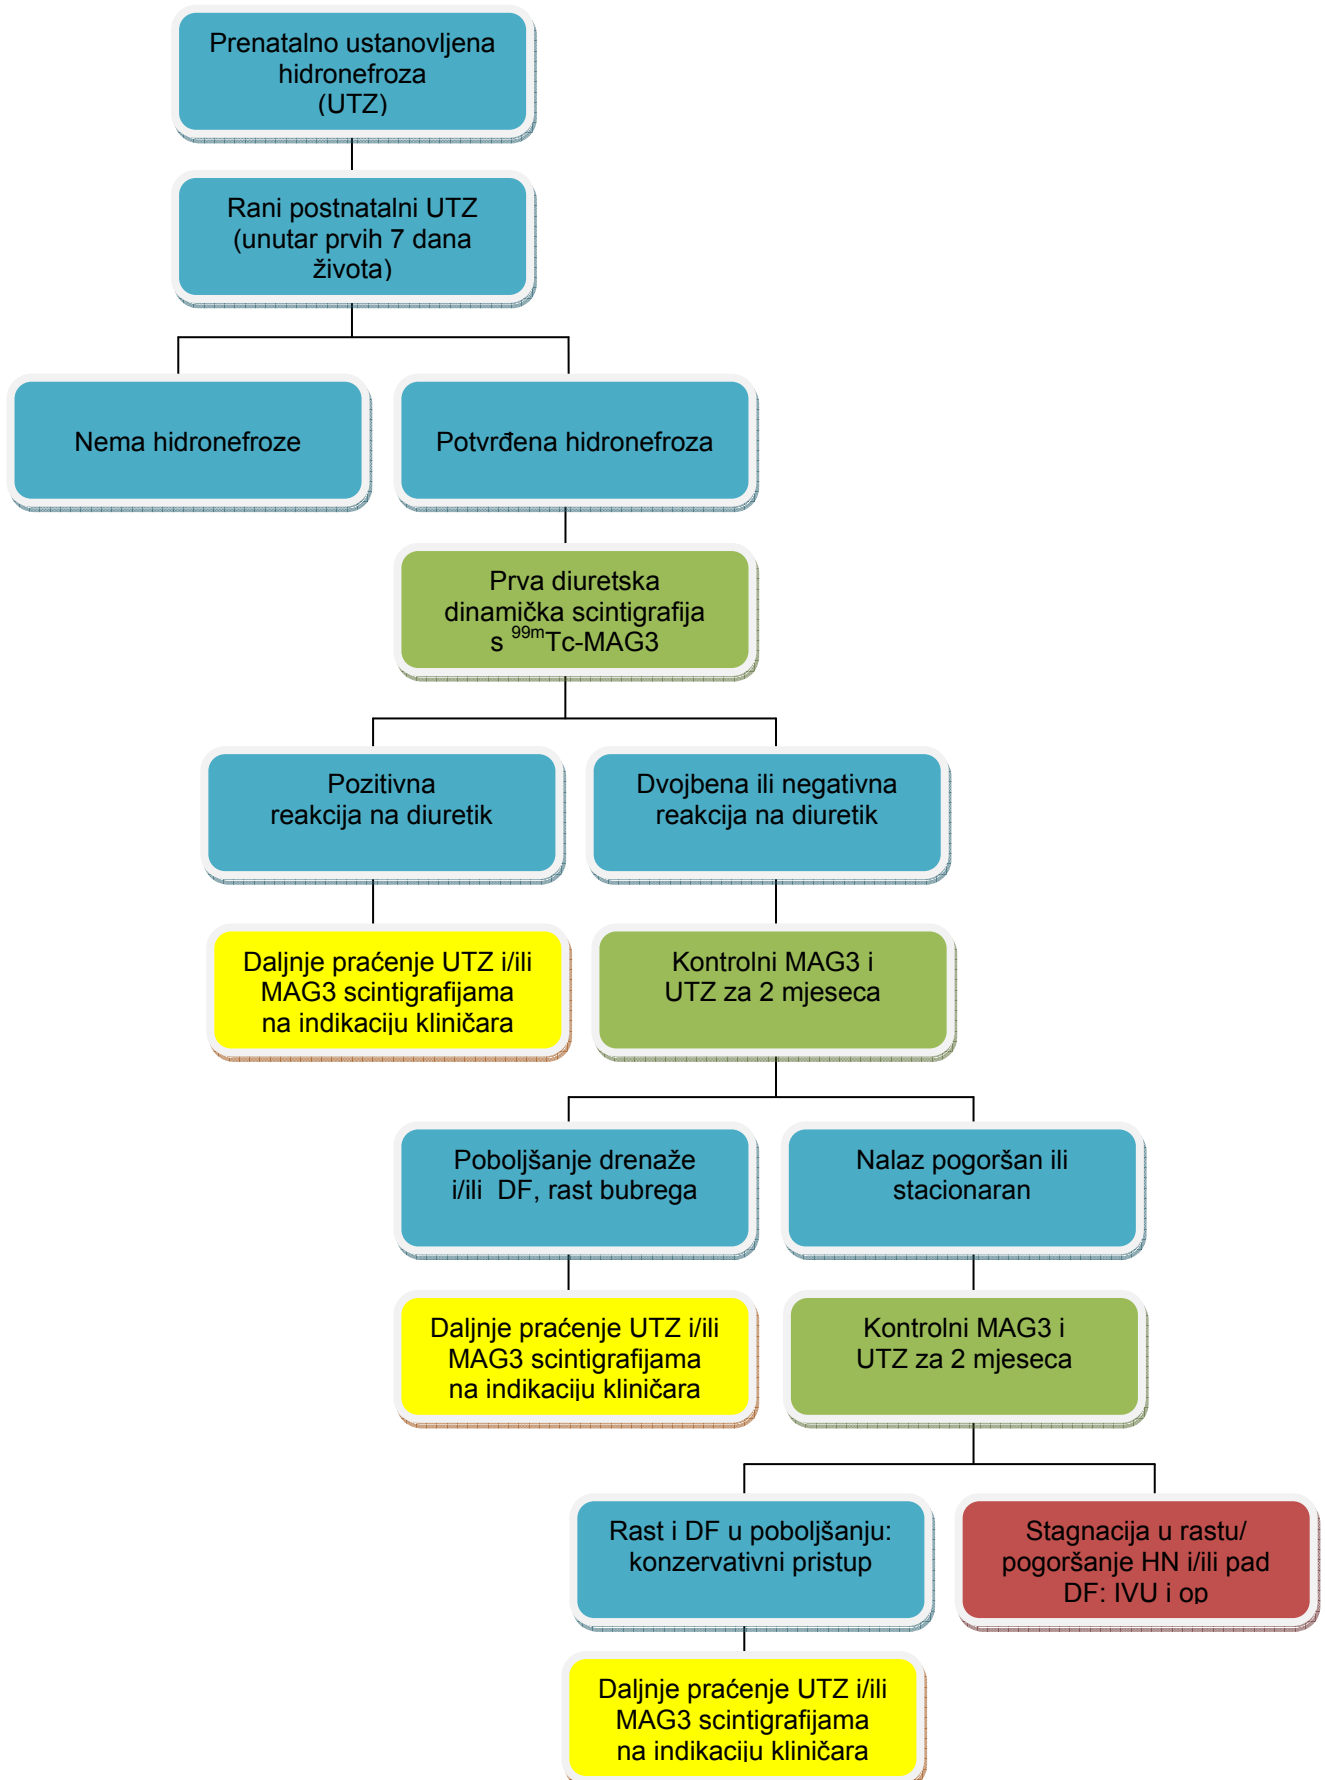 Prenatalno ustanovljena
hidronefroza
(UTZ)
Rani postnatalni UTZ
(unutar prvih 7 dana
života)
Nema hidronefroze
Potvrđena hidronefroza
Prva diuretska
dinamička scintigrafija
s 99mTc-MAG3
Pozitivna
reakcija na diuretik
Dvojbena ili negativna
reakcija na diuretik
Daljnje praćenje UTZ i/ili
MAG3 scintigrafijama
na indikaciju kliničara
Kontrolni MAG3 i
UTZ za 2 mjeseca
Poboljšanje drenaže
i/ili  DF, rast bubrega
Nalaz pogoršan ili
stacionaran
Daljnje praćenje UTZ i/ili
MAG3 scintigrafijama
na indikaciju kliničara
Kontrolni MAG3 i
UTZ za 2 mjeseca
Rast i DF u poboljšanju:
konzervativni pristup
Stagnacija u rastu/
pogoršanje HN i/ili pad
DF: IVU i op
Daljnje praćenje UTZ i/ili
MAG3 scintigrafijama
na indikaciju kliničara